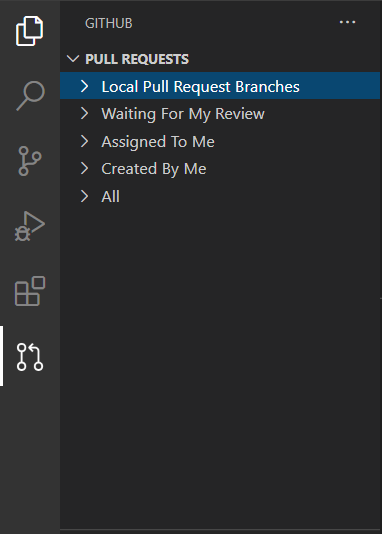 GITHUB
PULL REQUESTS
Local Pull Request Branches
Waiting For My Review
Assigned To Me
Created By Me
All